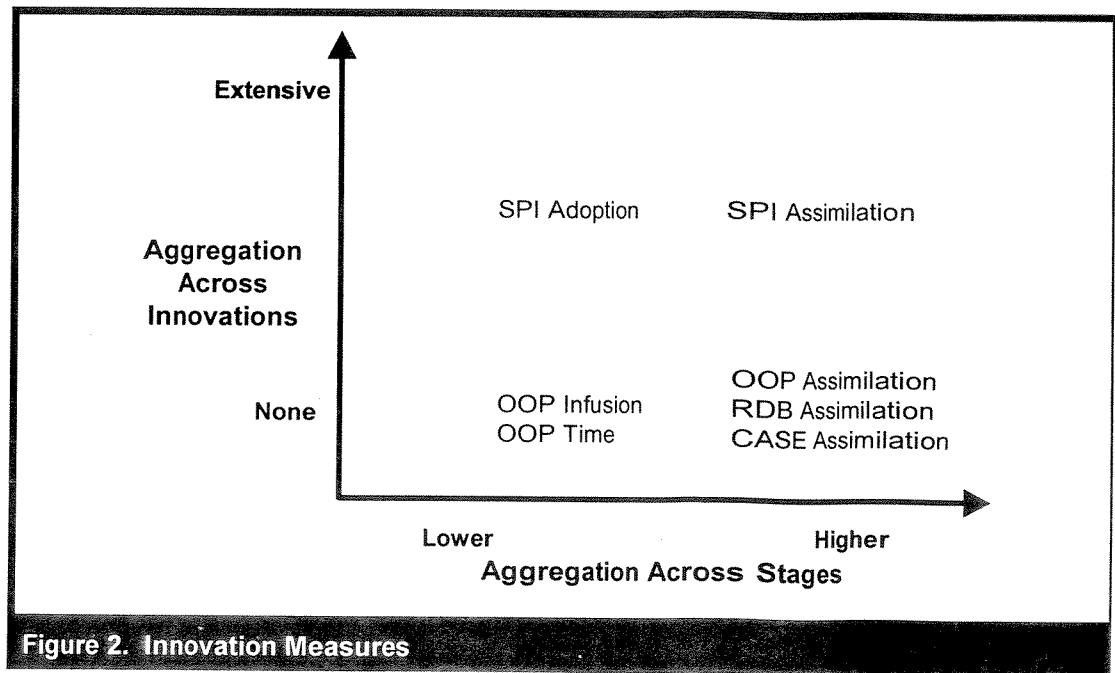 Extensive
SPI Adoption
SPI Assimilation
Aggregation
Across
Innovations
None
OOP Infusion
OOP Time
OOP Assimilation
RDB Assimilation
CASE Assimilation
Lower
Higher
Aggregation Across Stages
Figure 2. Innovation Measures